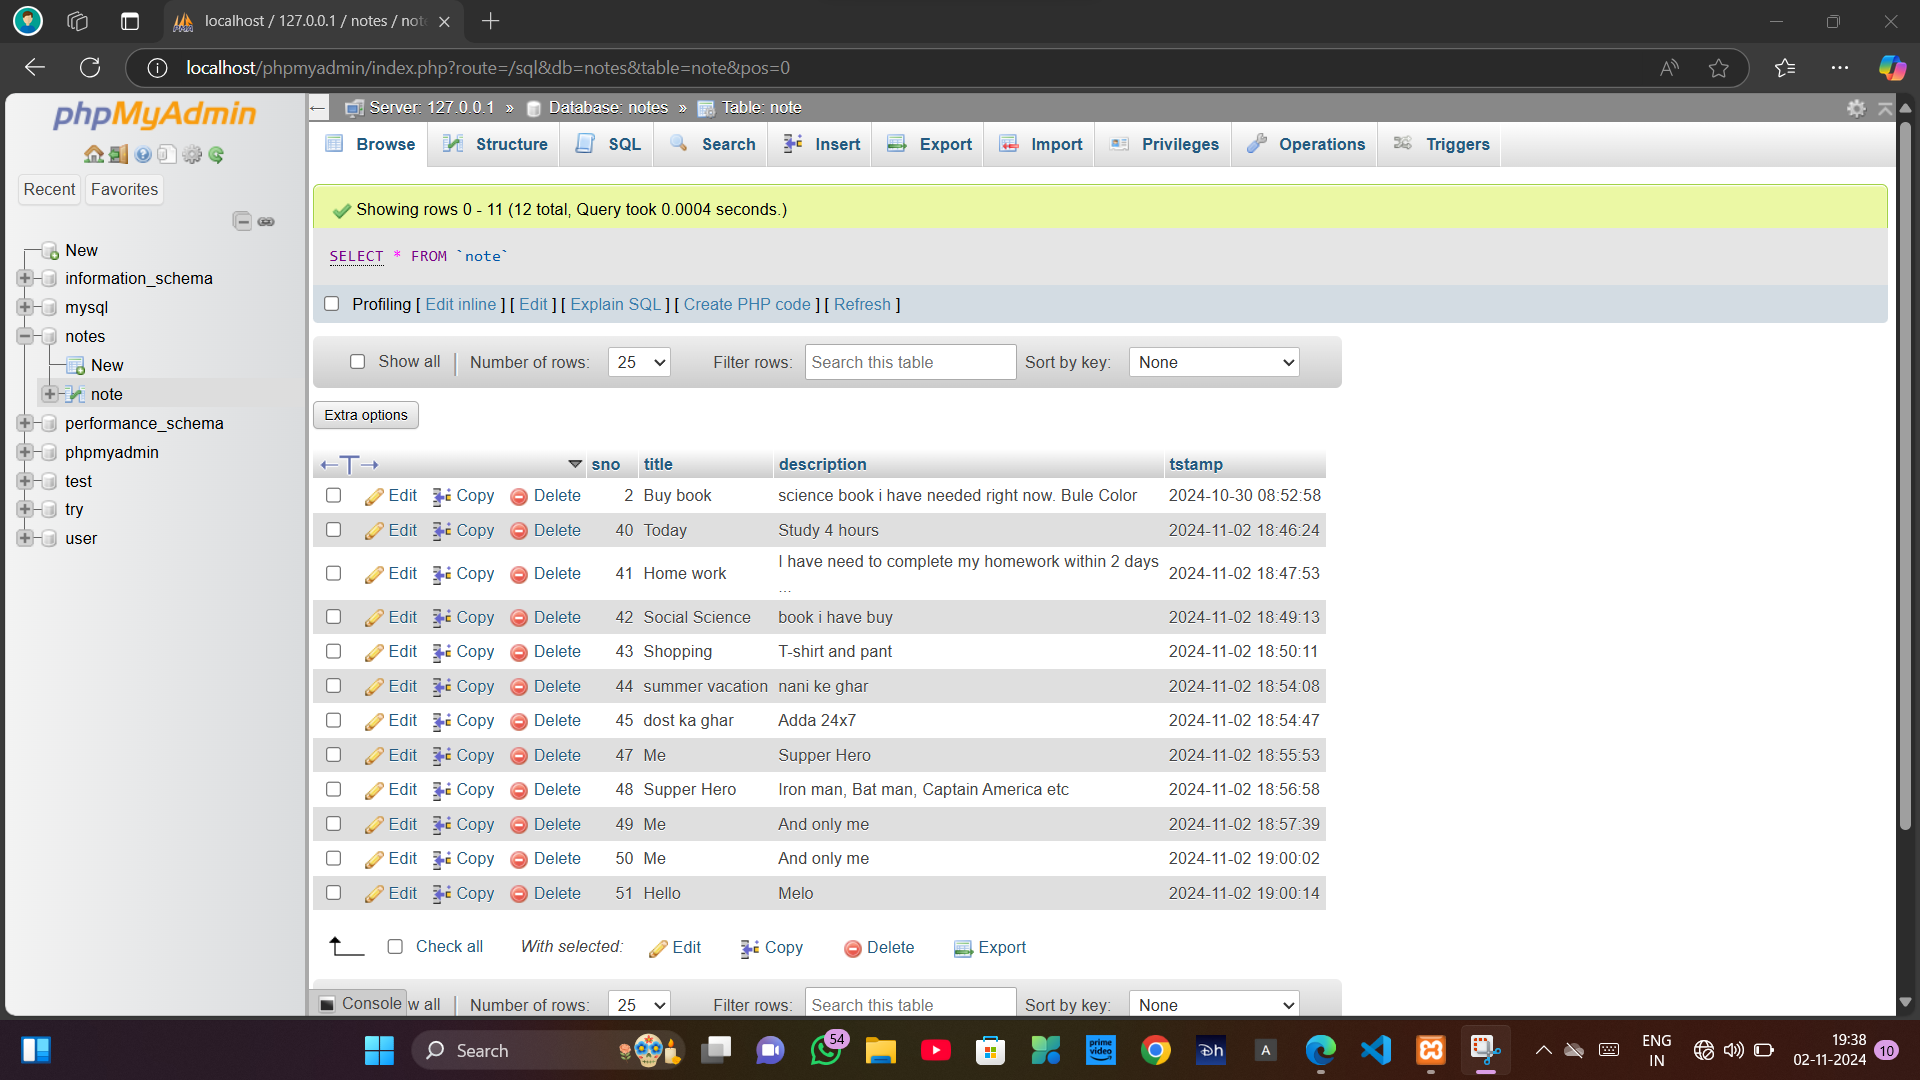 localhost / 127.0.0.1 / notes / not
localhost/phpmyadmin/index.php?route=/sql&db=notes&table=note&pos=0
phpMyAdmin
Recent Favorites
New
information_schema
mysql
notes
New
note
performance_schema
phpmyadmin
test
try
user
Server: 127.0.0.1 » Database: notes » Table: note
Browse Structure SQL Search Insert Export Import Privileges Operations Triggers
Showing rows 0 - 11 (12 total, Query took 0.0004 seconds.)
SELECT * FROM `note`
Profiling [ Edit inline ] [ Edit ] [ Explain SQL ] [ Create PHP code ] [ Refresh ]
Show all | Number of rows: 25 Filter rows: Search this table Sort by key: None
Extra options
←T→ sno title description tstamp
Edit Copy Delete 2 Buy book science book i have needed right now. Bule Color 2024-10-30 08:52:58
Edit Copy Delete 40 Today Study 4 hours 2024-11-02 18:46:24
Edit Copy Delete 41 Home work I have need to complete my homework within 2 days ... 2024-11-02 18:47:53
Edit Copy Delete 42 Social Science book i have buy 2024-11-02 18:49:13
Edit Copy Delete 43 Shopping T-shirt and pant 2024-11-02 18:50:11
Edit Copy Delete 44 summer vacation nani ke ghar 2024-11-02 18:54:08
Edit Copy Delete 45 dost ka ghar Adda 24x7 2024-11-02 18:54:47
Edit Copy Delete 47 Me Supper Hero 2024-11-02 18:55:53
Edit Copy Delete 48 Supper Hero Iron man, Bat man, Captain America etc 2024-11-02 18:56:58
Edit Copy Delete 49 Me And only me 2024-11-02 18:57:39
Edit Copy Delete 50 Me And only me 2024-11-02 19:00:02
Edit Copy Delete 51 Hello Melo 2024-11-02 19:00:14
Check all With selected: Edit Copy Delete Export
Console w all | Number of rows: 25 Filter rows: Search this table Sort by key: None
Search
54
prime video
Dh
A
ENG
IN
19:38
02-11-2024
10